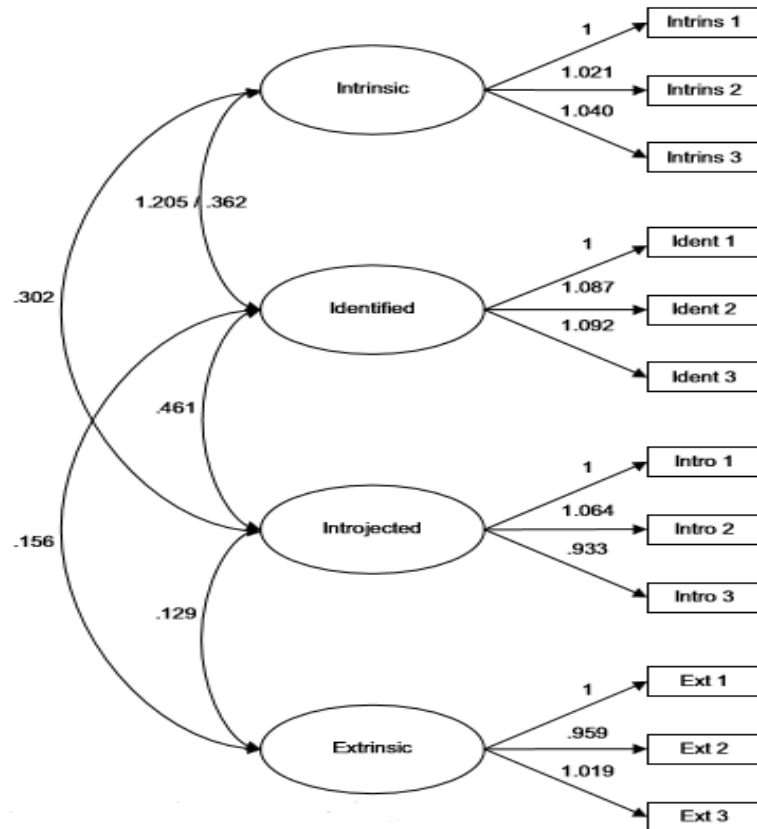 Intrins 1
1
Intrinsic
1.021
Intrins 2
1.040
Intrins 3
1.205 / .362
Ident 1
1
1.087
.302
Identified
Ident 2
1.092
Ident 3
.461
Intro 1
1
1.064
Introjected
Intro 2
.156
.933
Intro 3
.129
Ext 1
1
.959
Extrinsic
Ext 2
1.019
Ext 3